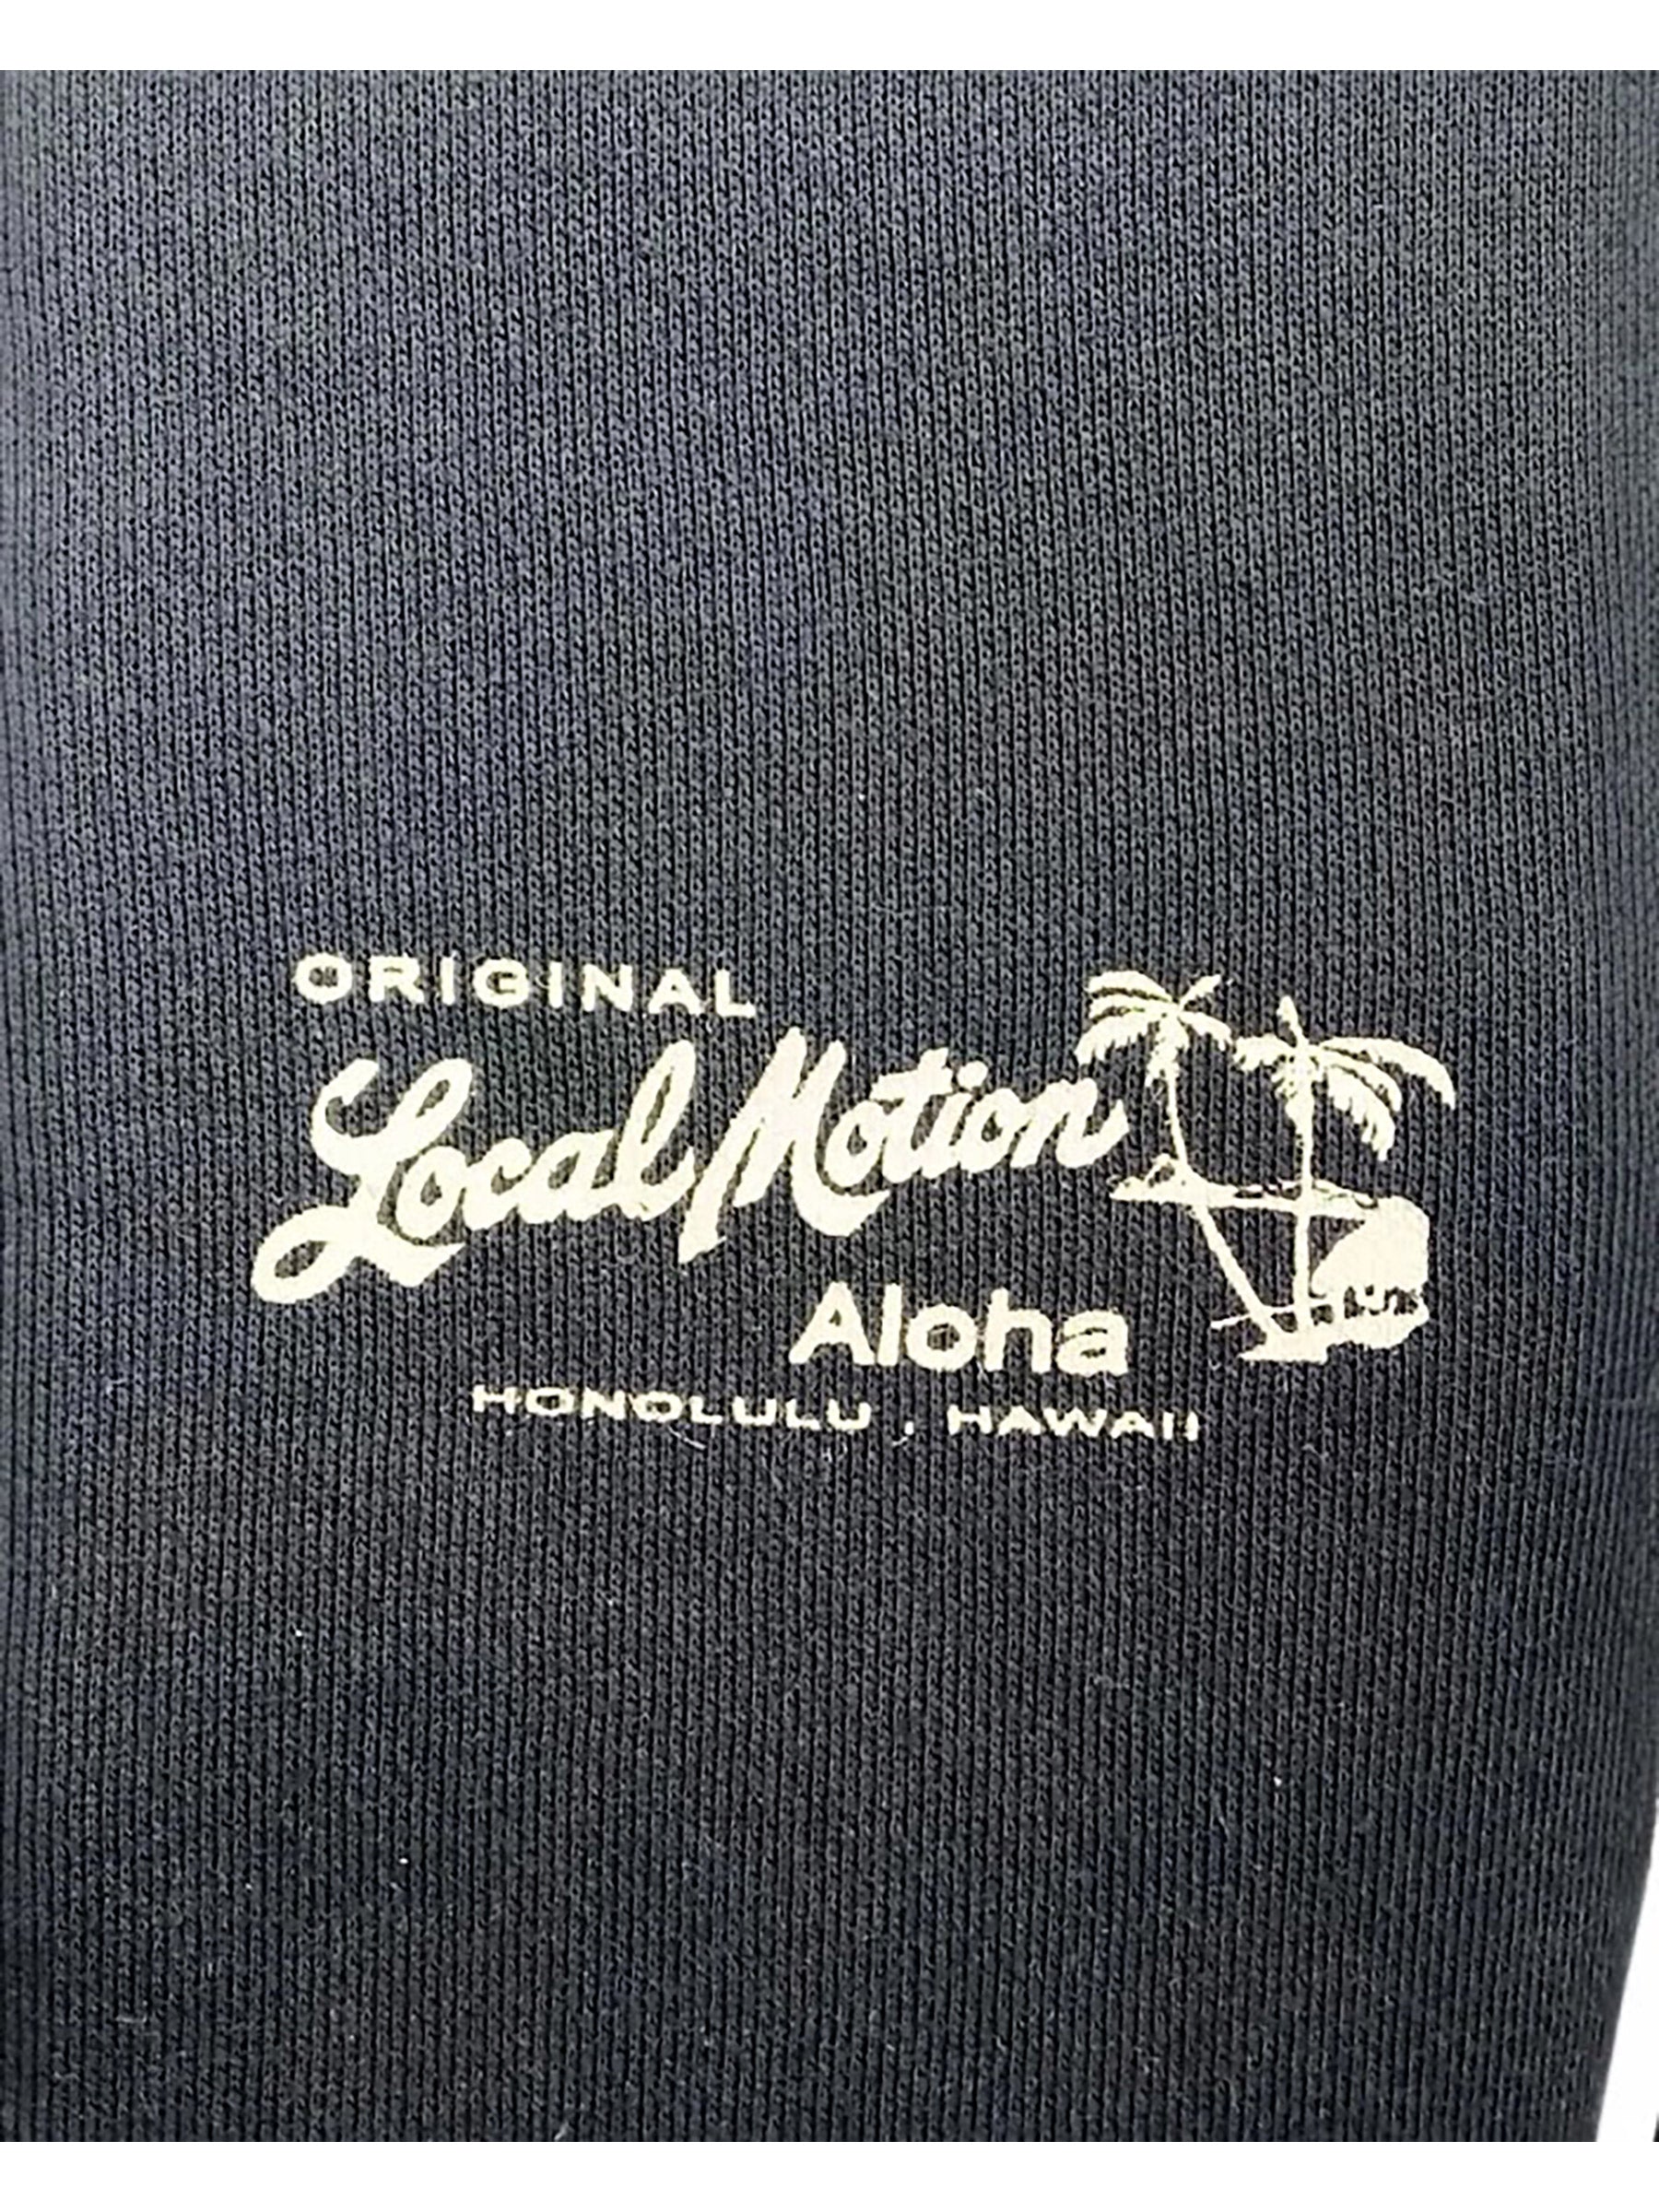 ORIGINAL
Local Motion
Aloha
HONOLULU , HAWAII